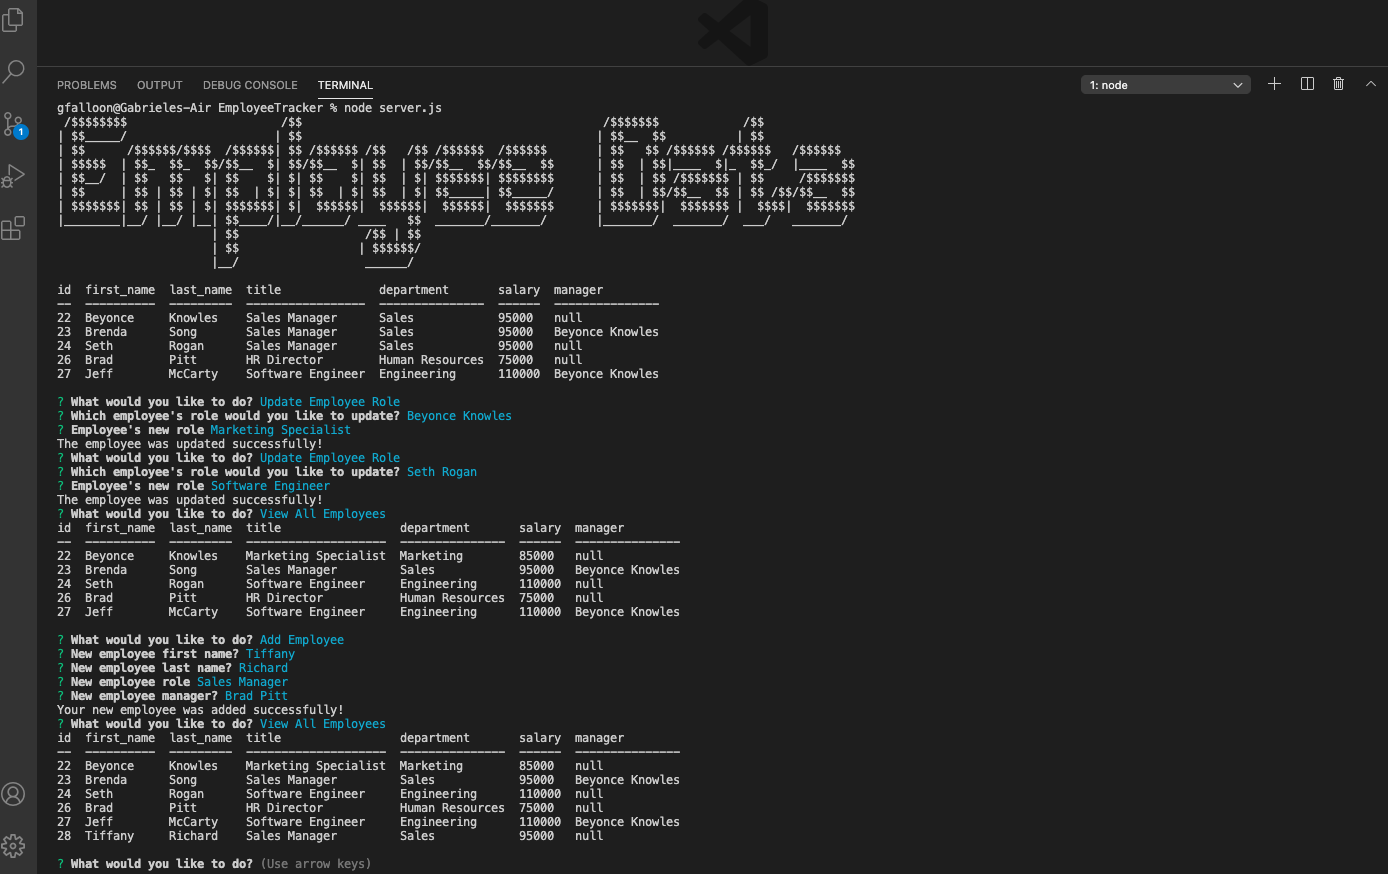 PROBLEMS OUTPUT DEBUG CONSOLE TERMINAL 1: node
gfalloon@Gabrieles-Air EmployeeTracker % node server.js
Employee Data
id first_name last_name title department salary manager
22 Beyonce Knowles Sales Manager Sales 95000 null
23 Brenda Song Sales Manager Sales 95000 Beyonce Knowles
24 Seth Rogan Sales Manager Sales 95000 null
26 Brad Pitt HR Director Human Resources 75000 null
27 Jeff McCarty Software Engineer Engineering 110000 Beyonce Knowles
? What would you like to do? Update Employee Role
? Which employee's role would you like to update? Beyonce Knowles
? Employee's new role Marketing Specialist
The employee was updated successfully!
? What would you like to do? Update Employee Role
? Which employee's role would you like to update? Seth Rogan
? Employee's new role Software Engineer
The employee was updated successfully!
? What would you like to do? View All Employees
id first_name last_name title department salary manager
22 Beyonce Knowles Marketing Specialist Marketing 85000 null
23 Brenda Song Sales Manager Sales 95000 Beyonce Knowles
24 Seth Rogan Software Engineer Engineering 110000 null
26 Brad Pitt HR Director Human Resources 75000 null
27 Jeff McCarty Software Engineer Engineering 110000 Beyonce Knowles
? What would you like to do? Add Employee
? New employee first name? Tiffany
? New employee last name? Richard
? New employee role Sales Manager
? New employee manager? Brad Pitt
Your new employee was added successfully!
? What would you like to do? View All Employees
id first_name last_name title department salary manager
22 Beyonce Knowles Marketing Specialist Marketing 85000 null
23 Brenda Song Sales Manager Sales 95000 Beyonce Knowles
24 Seth Rogan Software Engineer Engineering 110000 null
26 Brad Pitt HR Director Human Resources 75000 null
27 Jeff McCarty Software Engineer Engineering 110000 Beyonce Knowles
28 Tiffany Richard Sales Manager Sales 95000 null
? What would you like to do? (Use arrow keys)
1